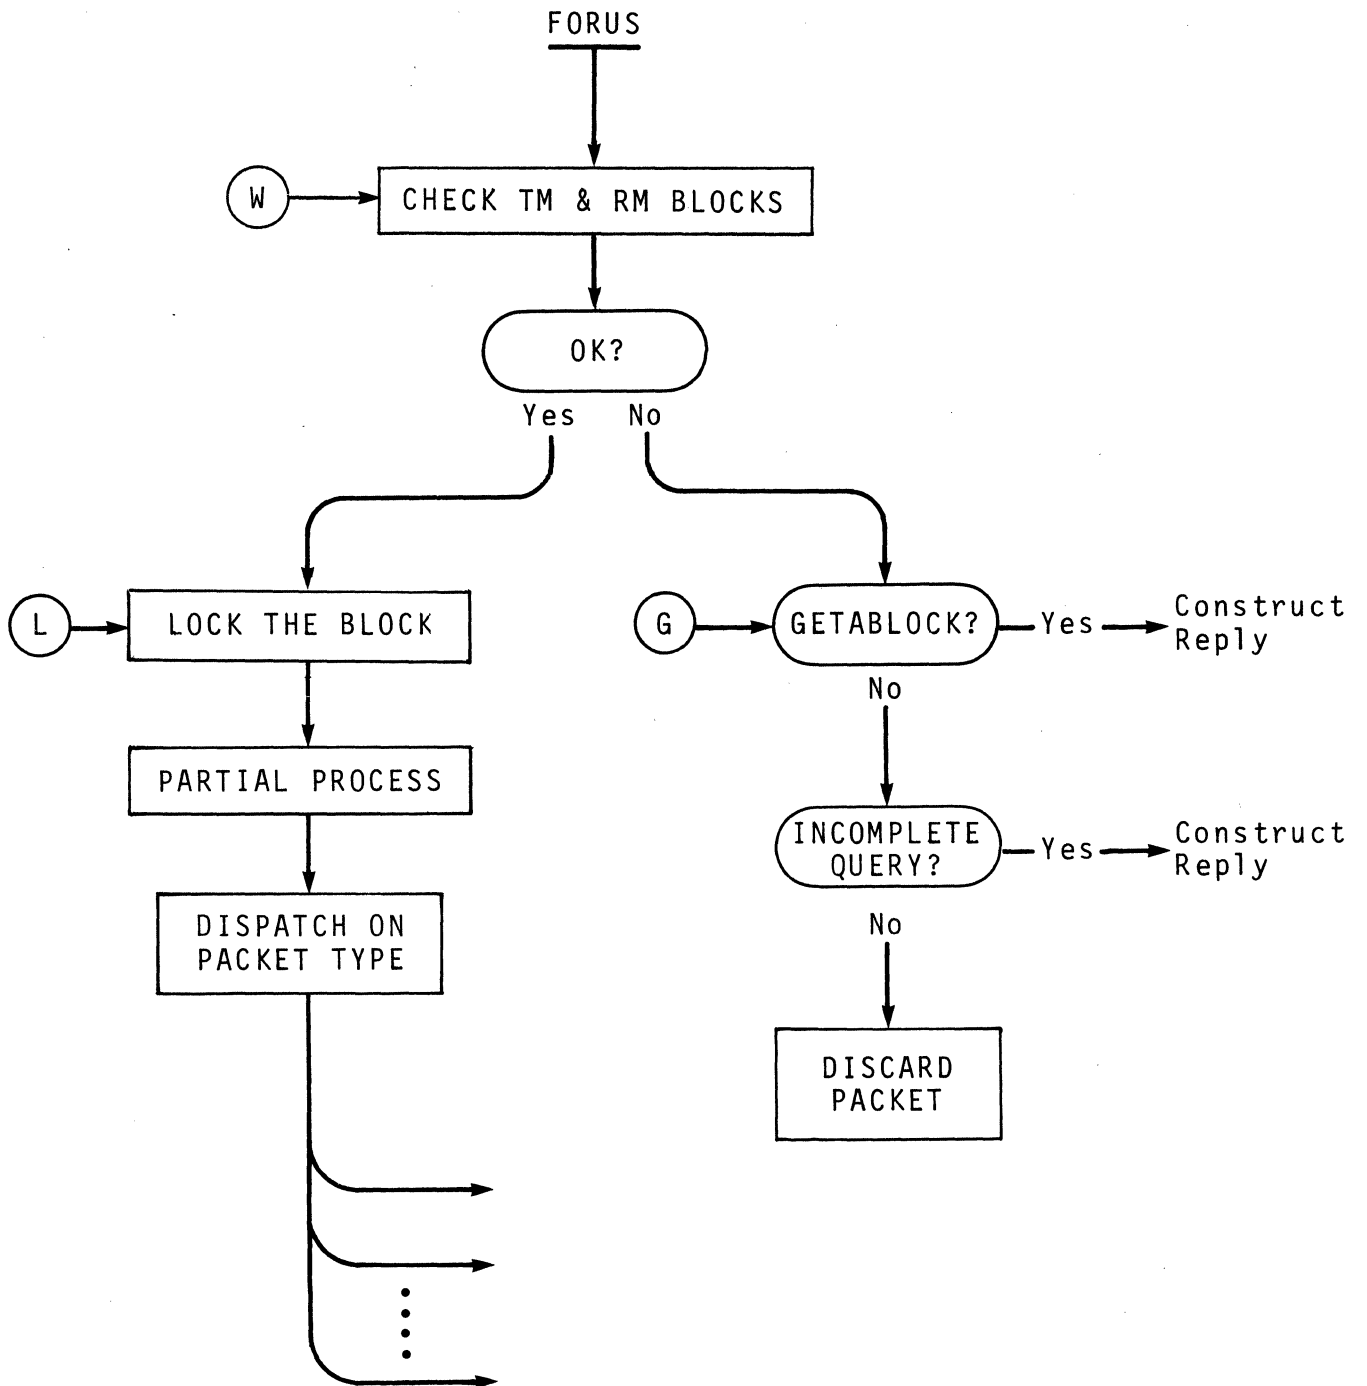 FORUS
W
CHECK TM & RM BLOCKS
OK?
Yes
No
L
LOCK THE BLOCK
G
GETABLOCK?
Yes
Construct
Reply
No
PARTIAL PROCESS
INCOMPLETE
QUERY?
Yes
Construct
Reply
DISPATCH ON
PACKET TYPE
No
DISCARD
PACKET